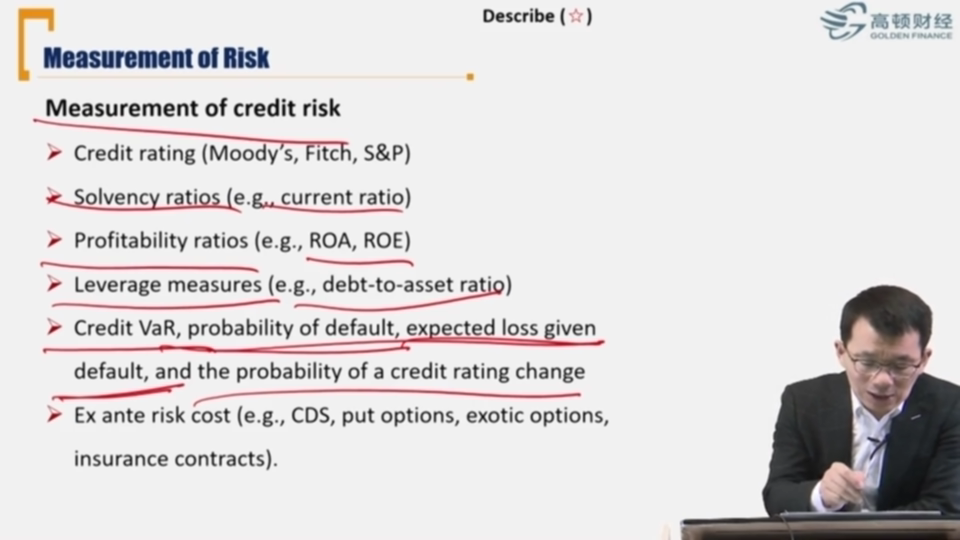 Describe (☆)
高顿财经
GOLDEN FINANCE
Measurement of Risk
Measurement of credit risk
➢ Credit rating (Moody's, Fitch, S&P)
➢ Solvency ratios (e.g., current ratio)
➢ Profitability ratios (e.g., ROA, ROE)
➢ Leverage measures (e.g., debt-to-asset ratio)
➢ Credit VaR, probability of default, expected loss given
default, and the probability of a credit rating change
➢ Ex ante risk cost (e.g., CDS, put options, exotic options,
insurance contracts).